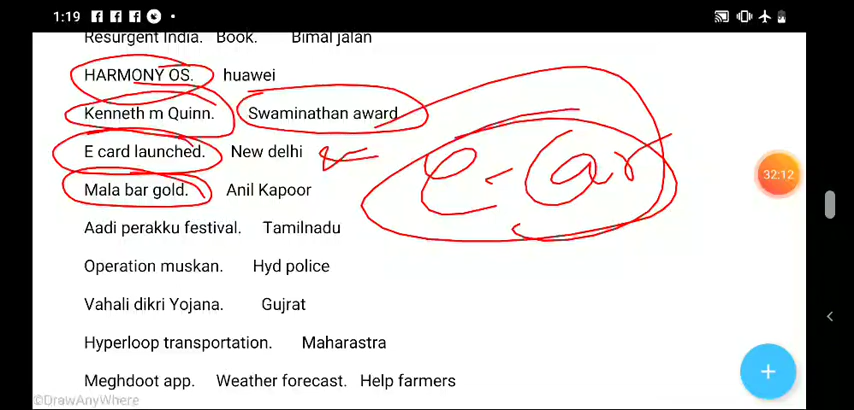 1:19
Resurgent India. Book. Bimal jalan
HARMONY OS. huawei
Kenneth m Quinn. Swaminathan award
E card launched. New delhi
e-Car
32:12
Mala bar gold. Anil Kapoor
Aadi perakku festival. Tamilnadu
Operation muskan. Hyd police
Vahali dikri Yojana. Gujrat
Hyperloop transportation. Maharastra
Meghdoot app. Weather forecast. Help farmers
©DrawAnyWhere